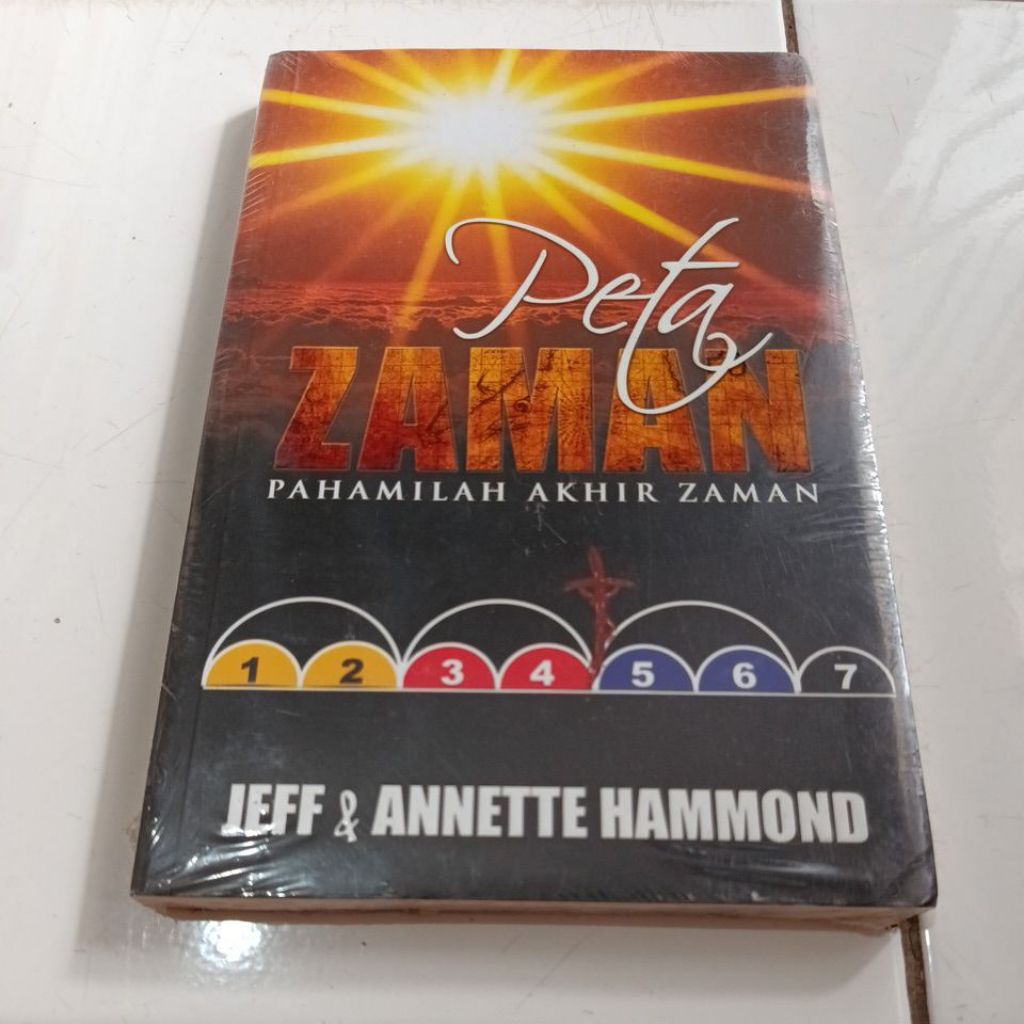 Peta
ZAMAN
PAHAMILAH AKHIR ZAMAN
1 2 3 4 5 6 7
JEFF & ANNETTE HAMMOND